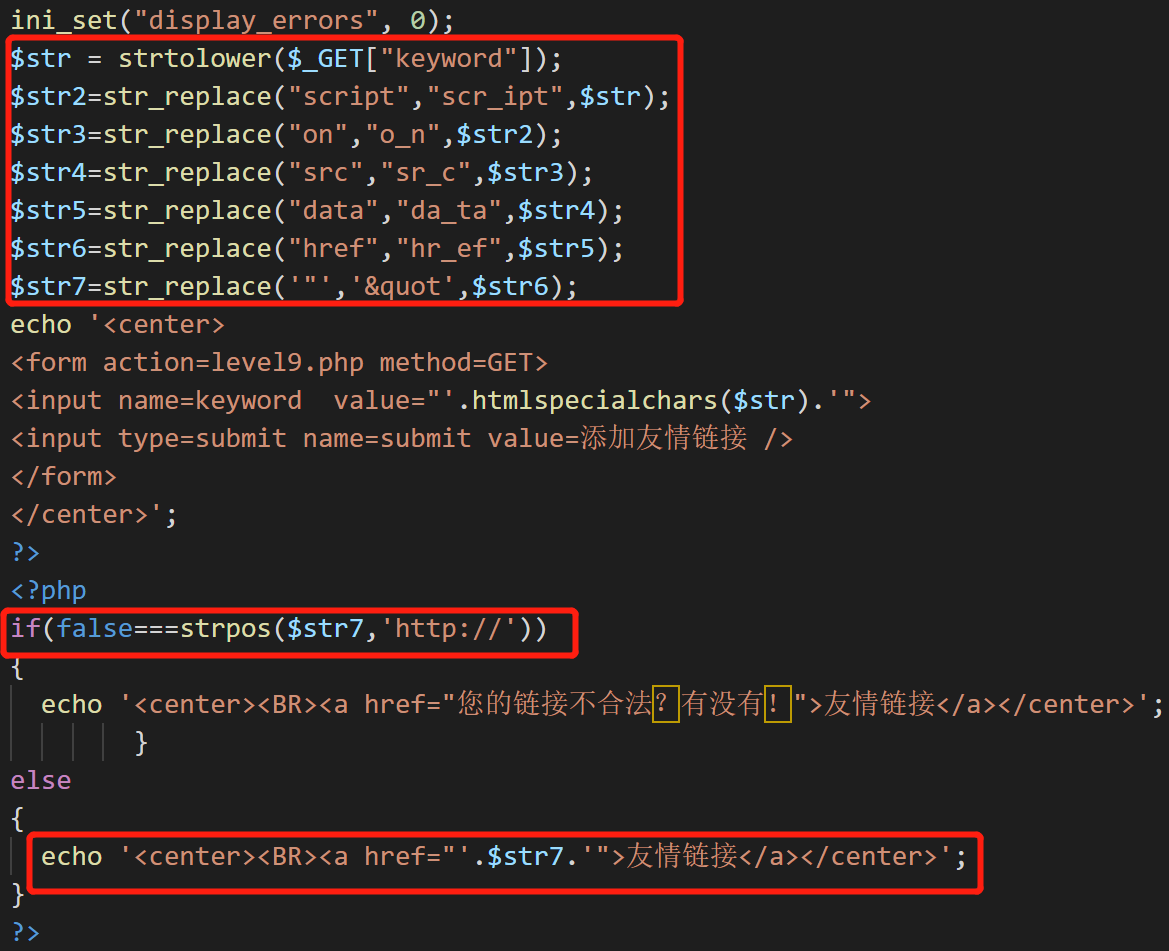 ini_set("display_errors", 0);
$str = strtolower($_GET["keyword"]);
$str2=str_replace("script","scr_ipt",$str);
$str3=str_replace("on","o_n",$str2);
$str4=str_replace("src","sr_c",$str3);
$str5=str_replace("data","da_ta",$str4);
$str6=str_replace("href","hr_ef",$str5);
$str7=str_replace('"','&quot',$str6);
echo '<center>
<form action=level9.php method=GET>
<input name=keyword  value="'.htmlspecialchars($str).'">
<input type=submit name=submit value=添加友情链接 />
</form>
</center>';
?>
<?php
if(false===strpos($str7,'http://'))
{
  echo '<center><BR><a href="您的链接不合法？有没有！">友情链接</a></center>';
        }
else
{
  echo '<center><BR><a href="'.$str7.'">友情链接</a></center>';
}
?>